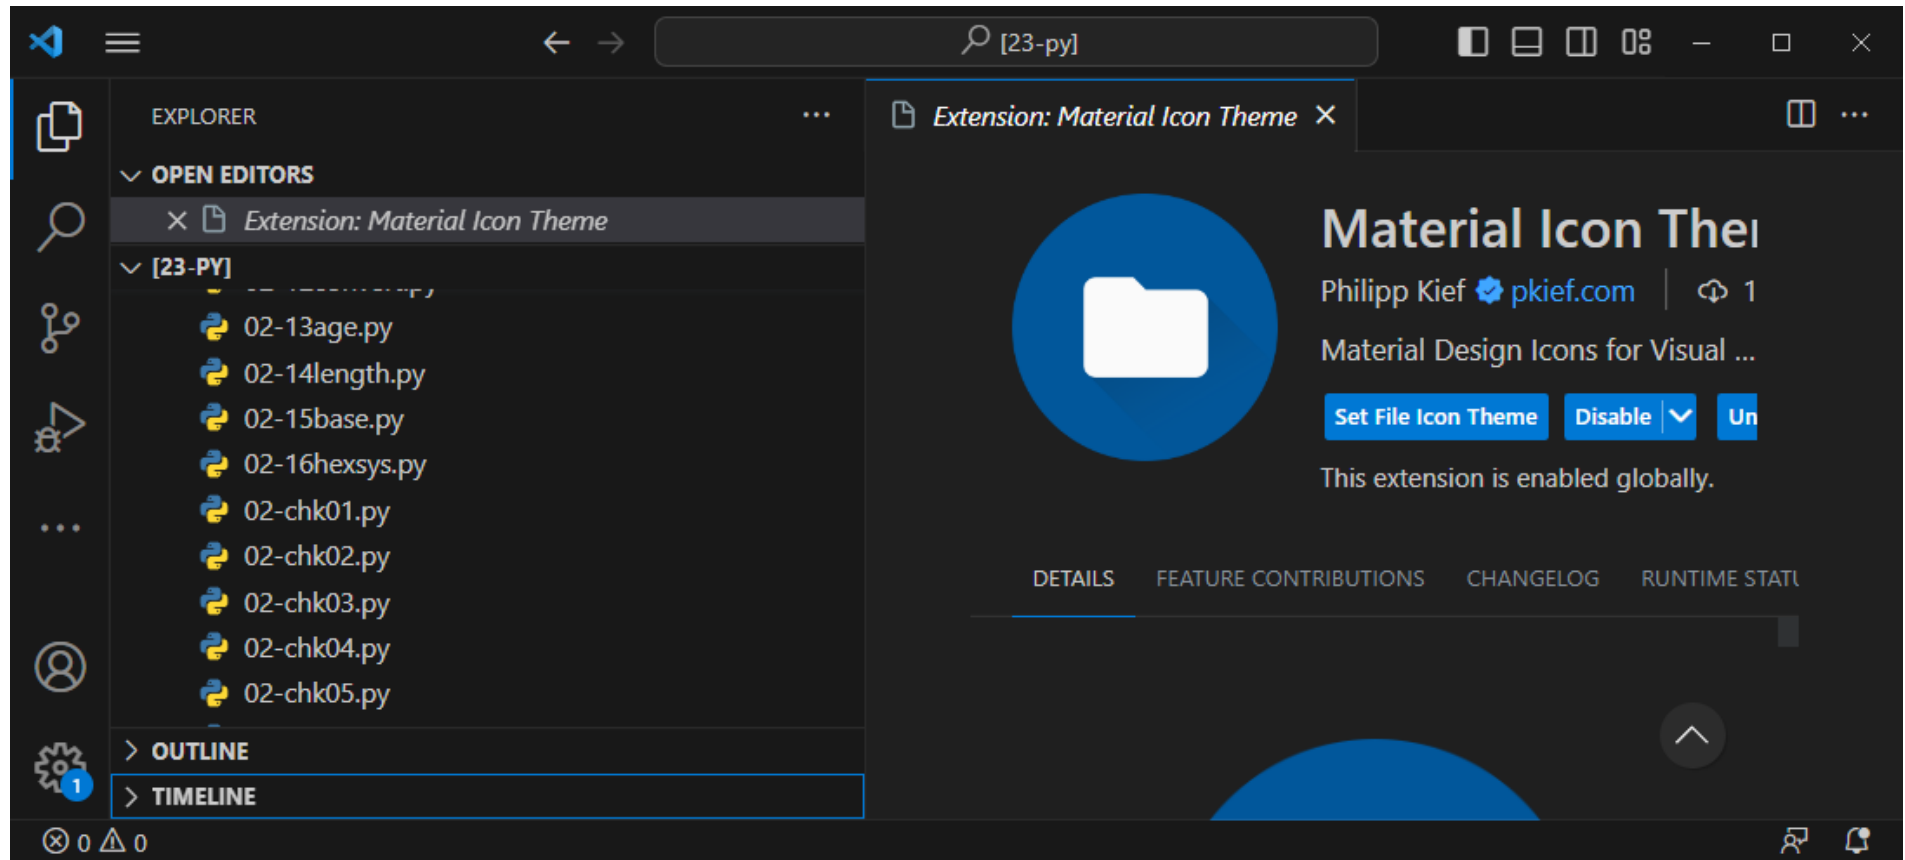 [23-py]
EXPLORER
Extension: Material Icon Theme
OPEN EDITORS
Extension: Material Icon Theme
[23-PY]
02-13age.py
02-14length.py
02-15base.py
02-16hexsys.py
02-chk01.py
02-chk02.py
02-chk03.py
02-chk04.py
02-chk05.py
OUTLINE
TIMELINE
Material Icon
Philipp Kief pkief.com 1
Material Design Icons for Visual ...
Set File Icon Theme Disable Un
This extension is enabled globally.
DETAILS FEATURE CONTRIBUTIONS CHANGELOG RUNTIME
1
0 0